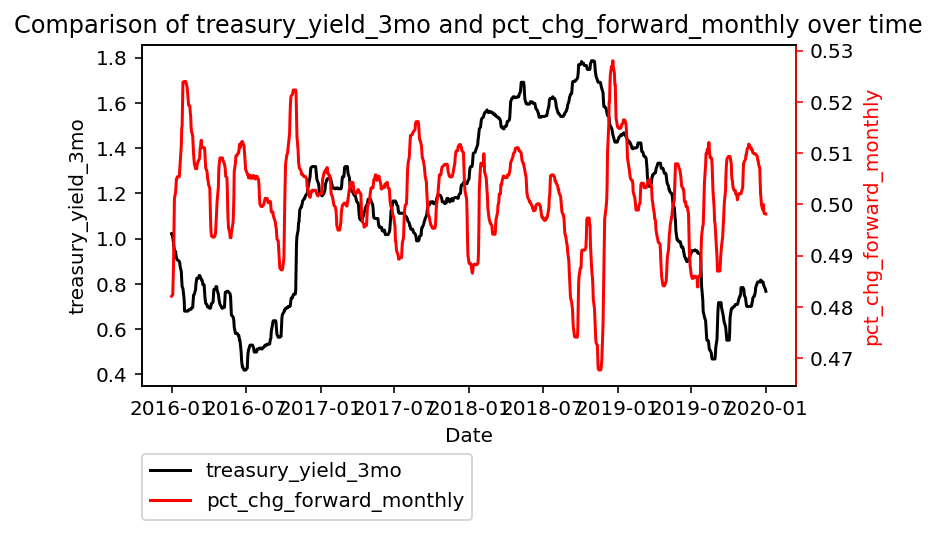 Comparison of treasury_yield_3mo and pct_chg_forward_monthly over time
treasury_yield_3mo
1.8
1.6
1.4
1.2
1.0
0.8
0.6
0.4
0.53
0.52
0.51
0.50
0.49
0.48
0.47
pct_chg_forward_monthly
2016-01 2016-07 2017-01 2017-07 2018-01 2018-07 2019-01 2019-07 2020-01
Date
treasury_yield_3mo
pct_chg_forward_monthly